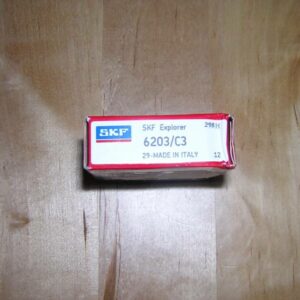 SKF
SKF Explorer
6203/C3
29-MADE IN ITALY
12